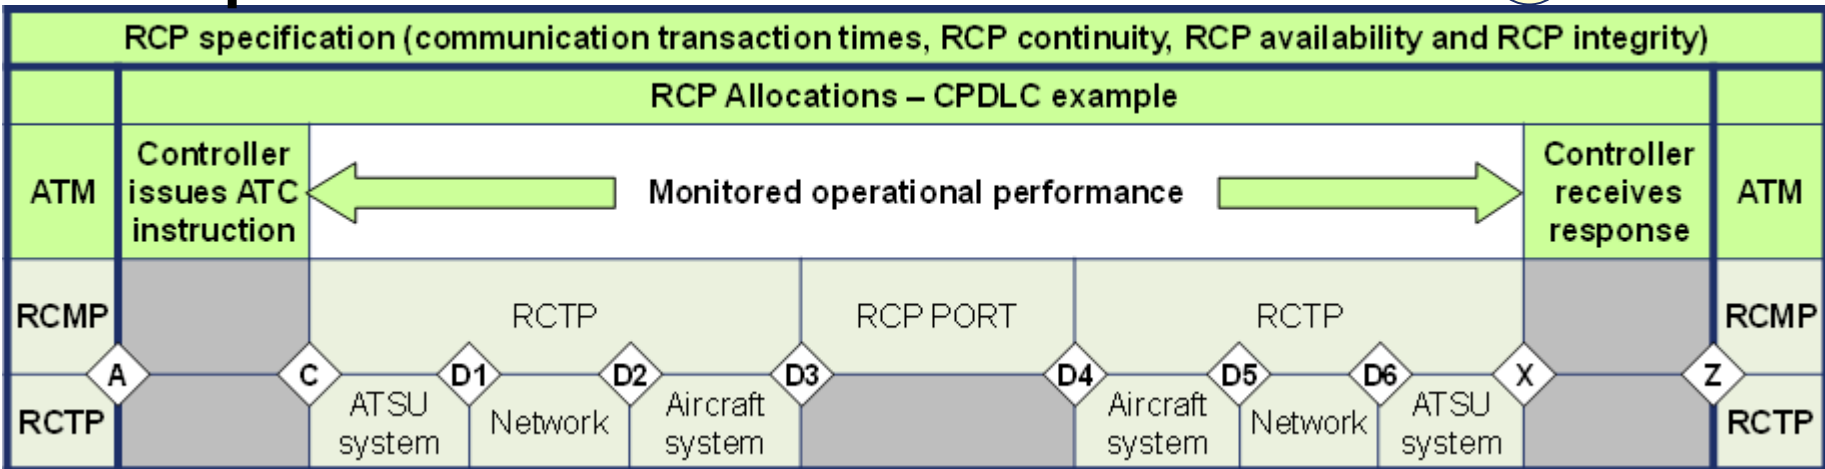 RCP specification (communication transaction times, RCP continuity, RCP availability and RCP integrity)
RCP Allocations – CPDLC example
ATM
Controller
issues ATC
instruction
Monitored operational performance
Controller
receives
response
ATM
RCMP
RCTP
RCP PORT
RCTP
RCMP
A
C
D1
D2
D3
D4
D5
D6
X
Z
RCTP
ATSU
system
Network
Aircraft
system
Aircraft
system
Network
ATSU
system
RCTP